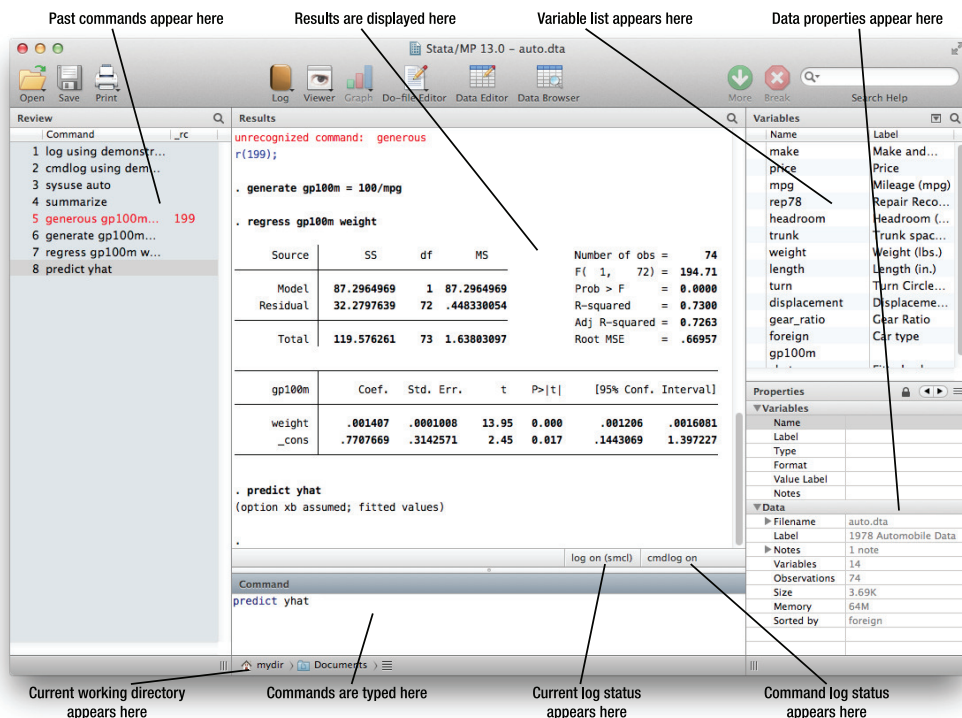 Past commands appear here
Results are displayed here
Variable list appears here
Data properties appear here
Stata/MP 13.0 – auto.dta
Open Save Print
Log Viewer Graph Do-file Editor Data Editor Data Browser
More Break Search Help
Review
Command _rc
1 log using demonstr...
2 cmdlog using dem...
3 sysuse auto
4 summarize
5 generous gp100m... 199
6 generate gp100m...
7 regress gp100m w...
8 predict yhat
Results
unrecognized command: generous
r(199);
. generate gp100m = 100/mpg
. regress gp100m weight
Source SS df MS Number of obs = 74
F( 1, 72) = 194.71
Model 87.2964969 1 87.2964969 Prob > F = 0.0000
Residual 32.2797639 72 .448330054 R-squared = 0.7300
Adj R-squared = 0.7263
Total 119.576261 73 1.63803097 Root MSE = .66957
gp100m Coef. Std. Err. t P>|t| [95% Conf. Interval]
weight .001407 .0001008 13.95 0.000 .001206 .0016081
_cons .7707669 .3142571 2.45 0.017 .1443069 1.397227
. predict yhat
(option xb assumed; fitted values)
.
log on (smcl) cmdlog on
Command
predict yhat
mydir Documents
Variables
Name Label
make Make and...
price Price
mpg Mileage (mpg)
rep78 Repair Reco...
headroom Headroom (...
trunk Trunk spac...
weight Weight (lbs.)
length Length (in.)
turn Turn Circle...
displacement Displaceme...
gear_ratio Gear Ratio
foreign Car type
gp100m
Properties
Variables
Name
Label
Type
Format
Value Label
Notes
Data
Filename auto.dta
Label 1978 Automobile Data
Notes 1 note
Variables 14
Observations 74
Size 3.69K
Memory 64M
Sorted by foreign
Current working directory
appears here
Commands are typed here
Current log status
appears here
Command log status
appears here